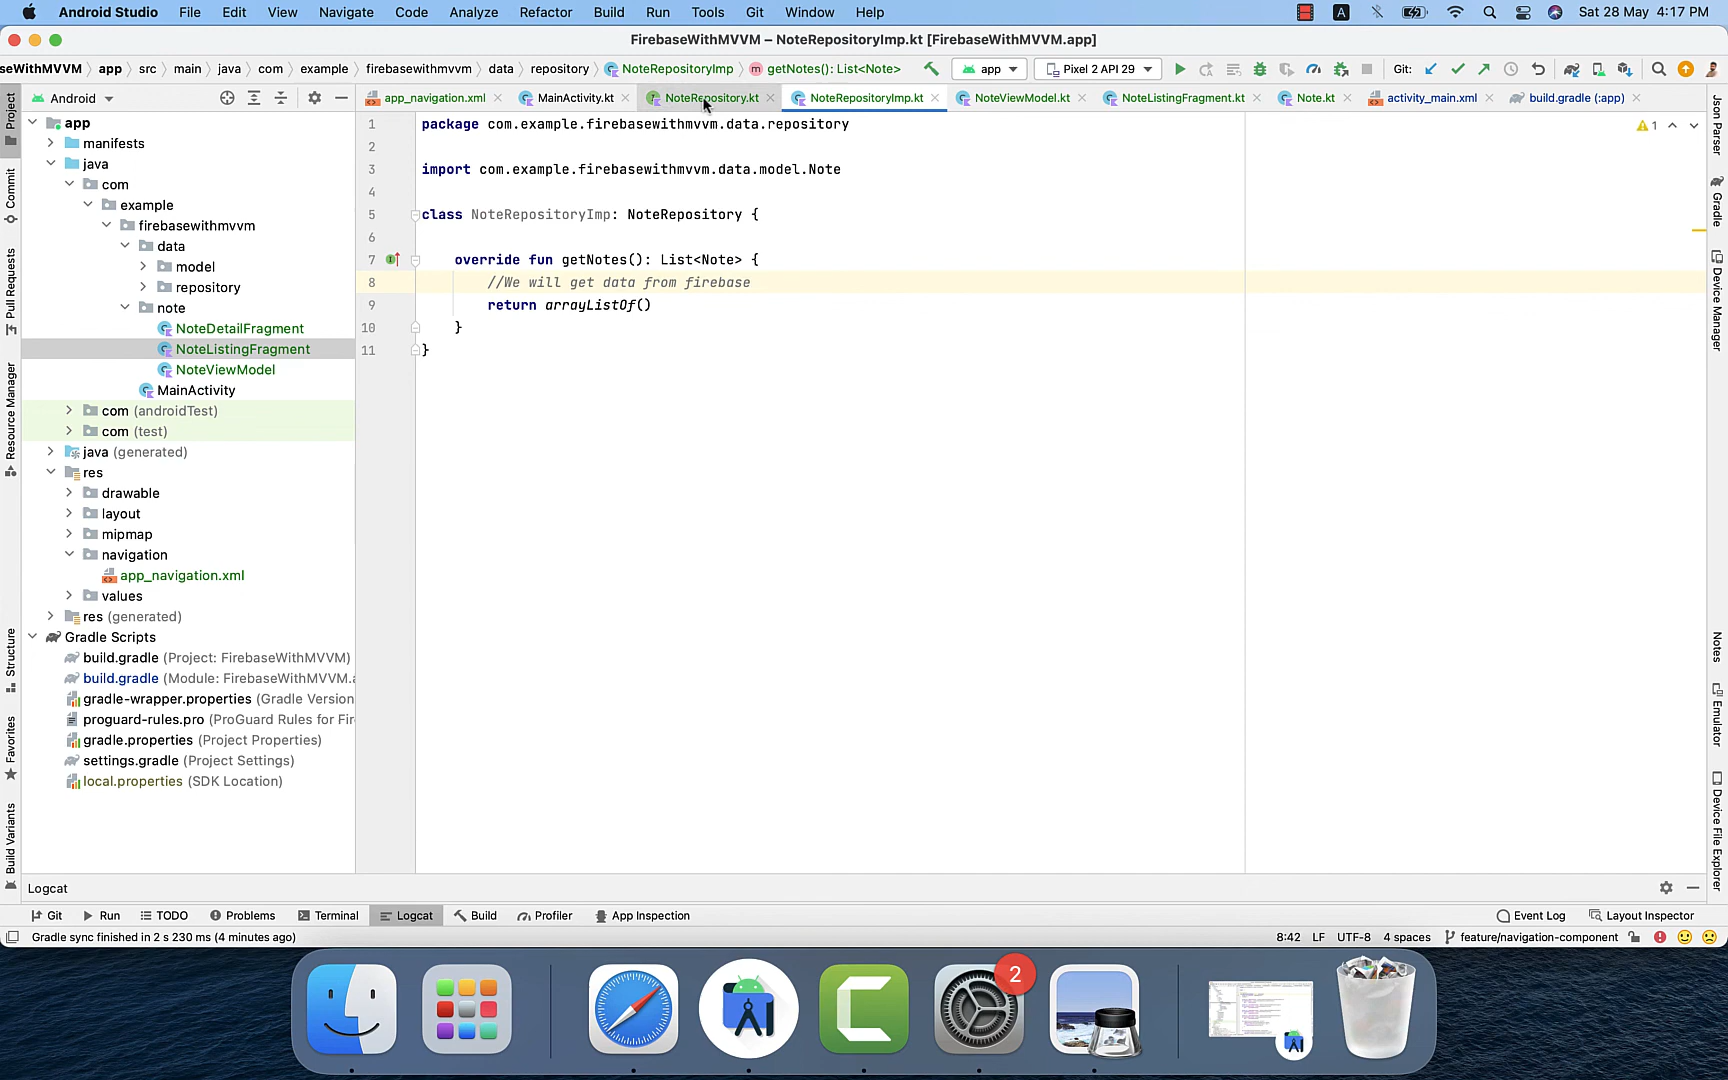 Android Studio File Edit View Navigate Code Analyze Refactor Build Run Tools Git Window Help A Sat 28 May 4:17 PM
FirebaseWithMVVM – NoteRepositoryImp.kt [FirebaseWithMVVM.app]
seWithMVVM app src main java com example firebasewithmvvm data repository NoteRepositoryImp getNotes(): List<Note> app Pixel 2 API 29 Git:
Android app_navigation.xml MainActivity.kt NoteRepository.kt NoteRepositoryImp.kt NoteViewModel.kt NoteListingFragment.kt Note.kt activity_main.xml build.gradle (:app)
Project
Commit
Pull Requests
Resource Manager
Structure
Favorites
Build Variants
app
manifests
java
com
example
firebasewithmvvm
data
model
repository
note
NoteDetailFragment
NoteListingFragment
NoteViewModel
MainActivity
com (androidTest)
com (test)
java (generated)
res
drawable
layout
mipmap
navigation
app_navigation.xml
values
res (generated)
Gradle Scripts
build.gradle (Project: FirebaseWithMVVM)
build.gradle (Module: FirebaseWithMVVM.a
gradle-wrapper.properties (Gradle Version
proguard-rules.pro (ProGuard Rules for Fir
gradle.properties (Project Properties)
settings.gradle (Project Settings)
local.properties (SDK Location)
1 package com.example.firebasewithmvvm.data.repository
2
3 import com.example.firebasewithmvvm.data.model.Note
4
5 class NoteRepositoryImp: NoteRepository {
6
7 override fun getNotes(): List<Note> {
8 //We will get data from firebase
9 return arrayListOf()
10 }
11 }
1
Json Parser
Gradle
Device Manager
Notes
Emulator
Device File Explorer
Logcat
Git Run TODO Problems Terminal Logcat Build Profiler App Inspection Event Log Layout Inspector
Gradle sync finished in 2 s 230 ms (4 minutes ago) 8:42 LF UTF-8 4 spaces feature/navigation-component
2